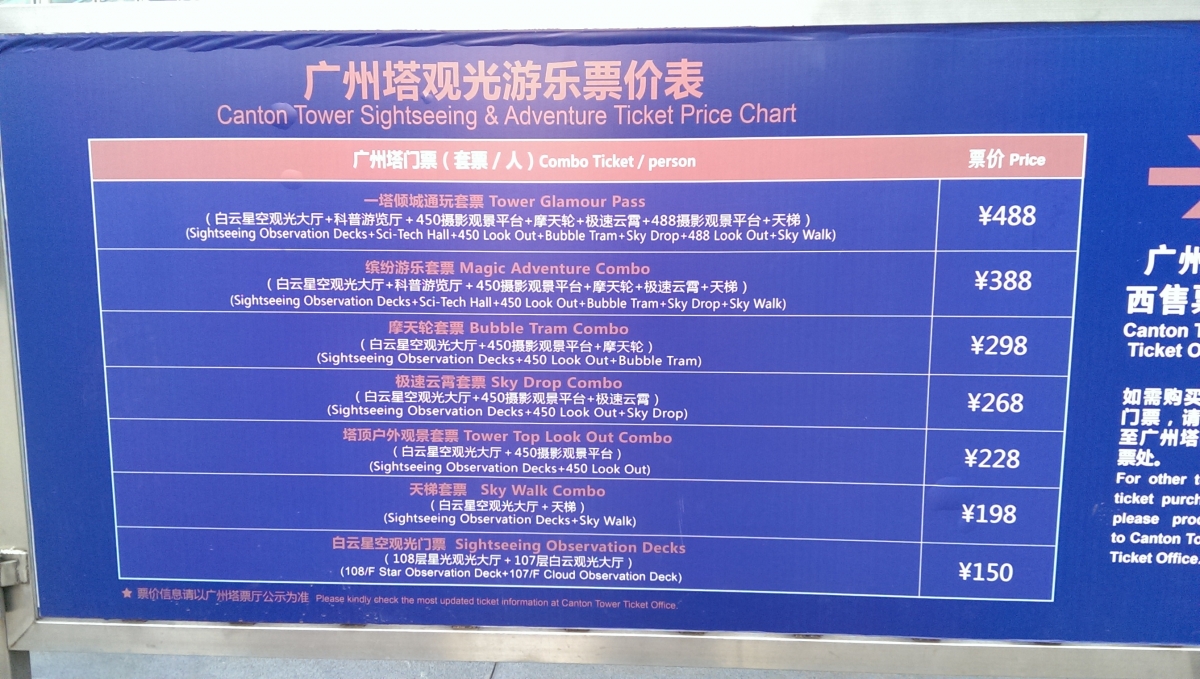 广州塔观光游乐票价表
Canton Tower Sightseeing & Adventure Ticket Price Chart
广州塔门票（套票/人）Combo Ticket / person 票价 Price
一塔倾城通玩套票 Tower Glamour Pass
（白云星空观光大厅+科普游览厅+450摄影观景平台+摩天轮+极速云霄+488摄影观景平台+天梯）
(Sightseeing Observation Decks+Sci-Tech Hall+450 Look Out+Bubble Tram+Sky Drop+488 Look Out+Sky Walk)
¥488
缤纷游乐套票 Magic Adventure Combo
（白云星空观光大厅+科普游览厅+450摄影观景平台+摩天轮+极速云霄+天梯）
(Sightseeing Observation Decks+Sci-Tech Hall+450 Look Out+Bubble Tram+Sky Drop+Sky Walk)
¥388
摩天轮套票 Bubble Tram Combo
（白云星空观光大厅+450摄影观景平台+摩天轮）
(Sightseeing Observation Decks+450 Look Out+Bubble Tram)
¥298
极速云霄套票 Sky Drop Combo
（白云星空观光大厅+450摄影观景平台+极速云霄）
(Sightseeing Observation Decks+450 Look Out+Sky Drop)
¥268
塔顶户外观景套票 Tower Top Look Out Combo
（白云星空观光大厅+450摄影观景平台）
(Sightseeing Observation Decks+450 Look Out)
¥228
天梯套票 Sky Walk Combo
（白云星空观光大厅+天梯）
(Sightseeing Observation Decks+Sky Walk)
¥198
白云星空观光门票 Sightseeing Observation Decks
（108层星光观光大厅+107层白云观光大厅）
(108/F Star Observation Deck+107/F Cloud Observation Deck)
¥150
★ 票价信息请以广州塔票厅公示为准 Please kindly check the most updated ticket information at Canton Tower Ticket Office.
广州
西售票
Canton T
Ticket O
如需购买
门票，请
至广州塔
票处。
For other t
ticket purch
please proc
to Canton To
Ticket Office.